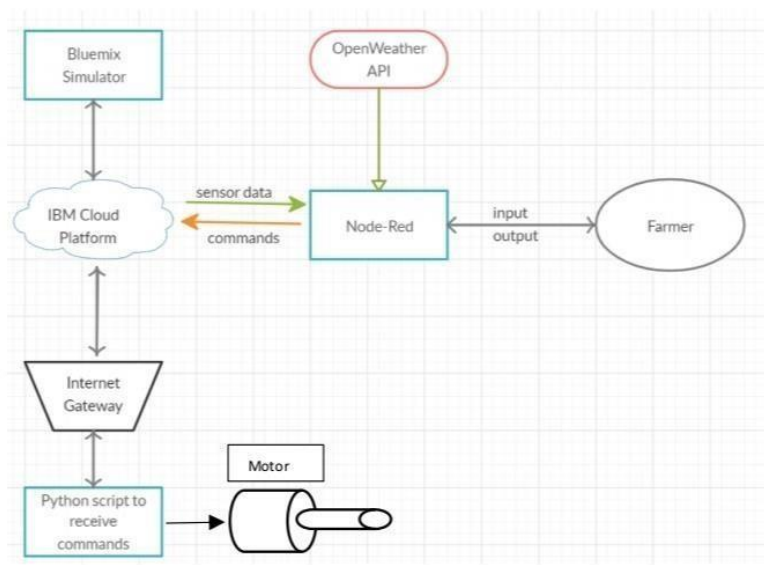 Bluemix
Simulator
OpenWeather
API
sensor data
IBM Cloud
Platform
commands
Node-Red
input
output
Farmer
Internet
Gateway
Motor
Python script to
receive
commands